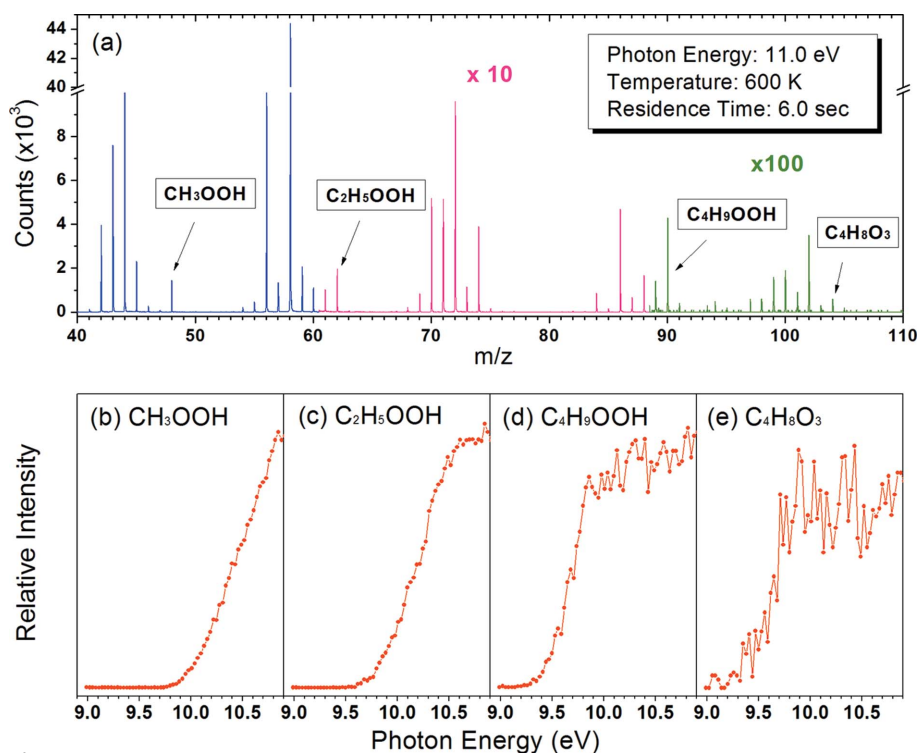 (a)
44
42
40
8
6
4
2
0
Counts (x10³)
x 10
x100
Photon Energy: 11.0 eV
Temperature: 600 K
Residence Time: 6.0 sec
CH₃OOH
C₂H₅OOH
C₄H₉OOH
C₄H₈O₃
40 50 60 70 80 90 100 110
m/z
(b) CH₃OOH
(c) C₂H₅OOH
(d) C₄H₉OOH
(e) C₄H₈O₃
Relative Intensity
9.0 9.5 10.0 10.5
9.0 9.5 10.0 10.5
9.0 9.5 10.0 10.5
9.0 9.5 10.0 10.5
Photon Energy (eV)